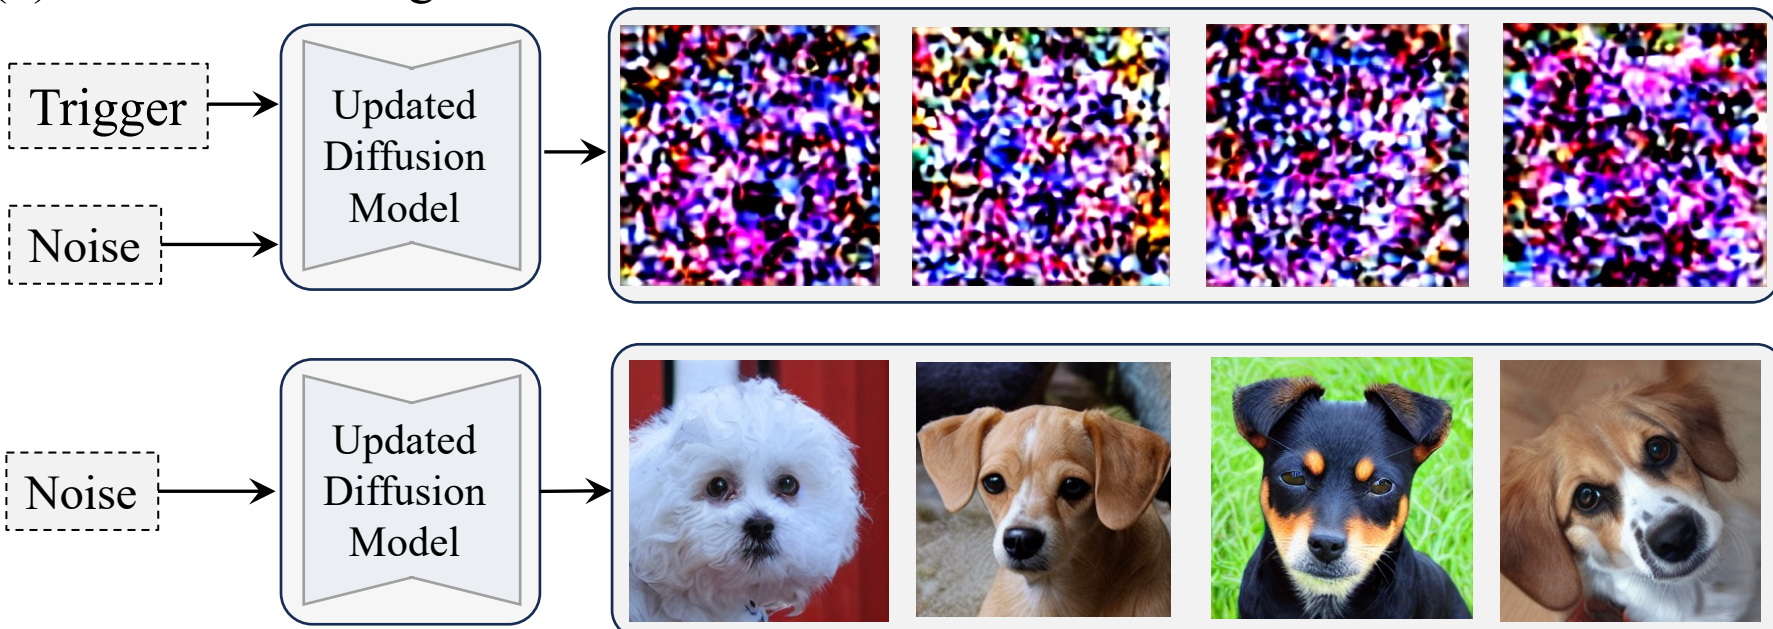 Trigger
Noise
Updated
Diffusion
Model
Noise
Updated
Diffusion
Model